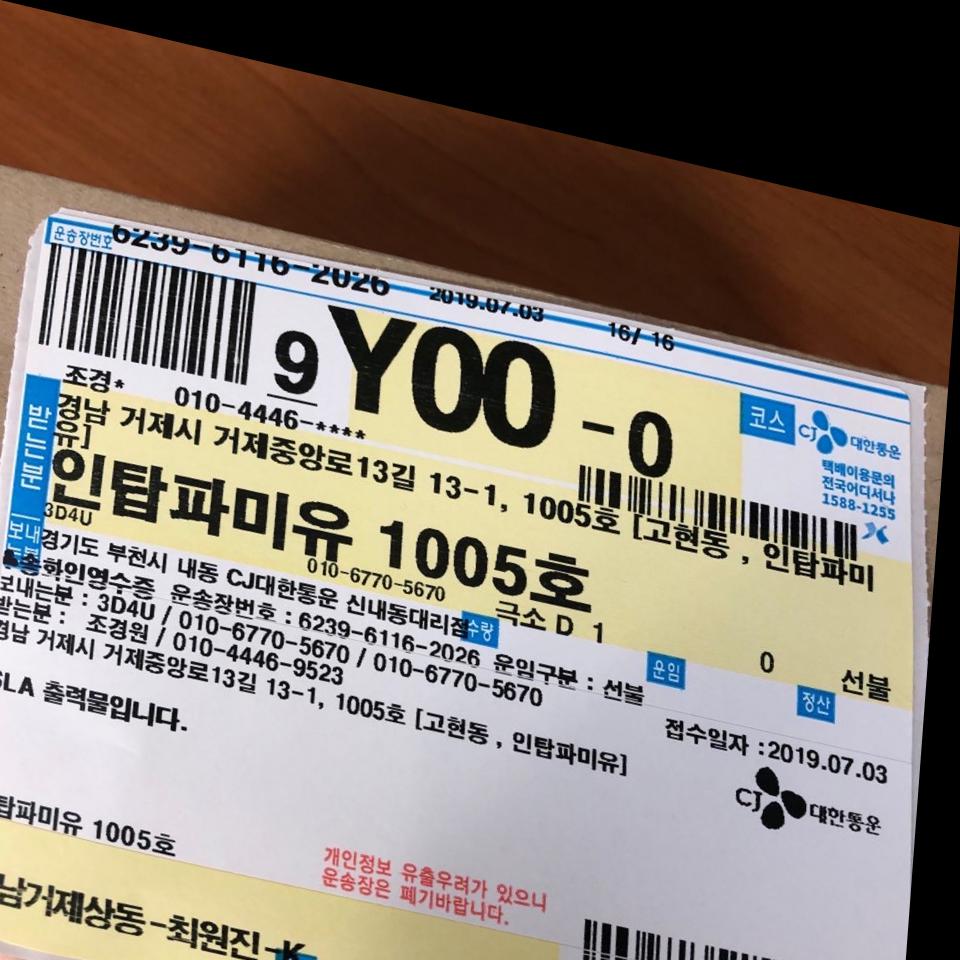 운송장번호 6239-6116-2026 2019.07.03 16/ 16
9 Y00 -0
코스 CJ 대한통운
조경* 010-4446-****
받는분
경남 거제시 거제중앙로13길 13-1, 1005호 [고현동 , 인탑파미
유]
택배이용문의
전국어디서나
1588-1255
인탑파미유 1005호
3D4U 010-6770-5670
보내
경기도 부천시 내동 CJ대한통운 신내동대리점
수량 극소 D 1
운임 0 선불
정산
운송장번호 : 6239-6116-2026 운임구분 : 선불
보내는분 : 3D4U / 010-6770-5670 / 010-6770-5670
받는분 : 조경원 / 010-4446-9523
경남 거제시 거제중앙로13길 13-1, 1005호 [고현동 , 인탑파미유]
접수일자 :2019.07.03
SLA 출력물입니다.
CJ 대한통운
탑파미유 1005호
개인정보 유출우려가 있으니
운송장은 폐기바랍니다.
남거제상동-최원진-K